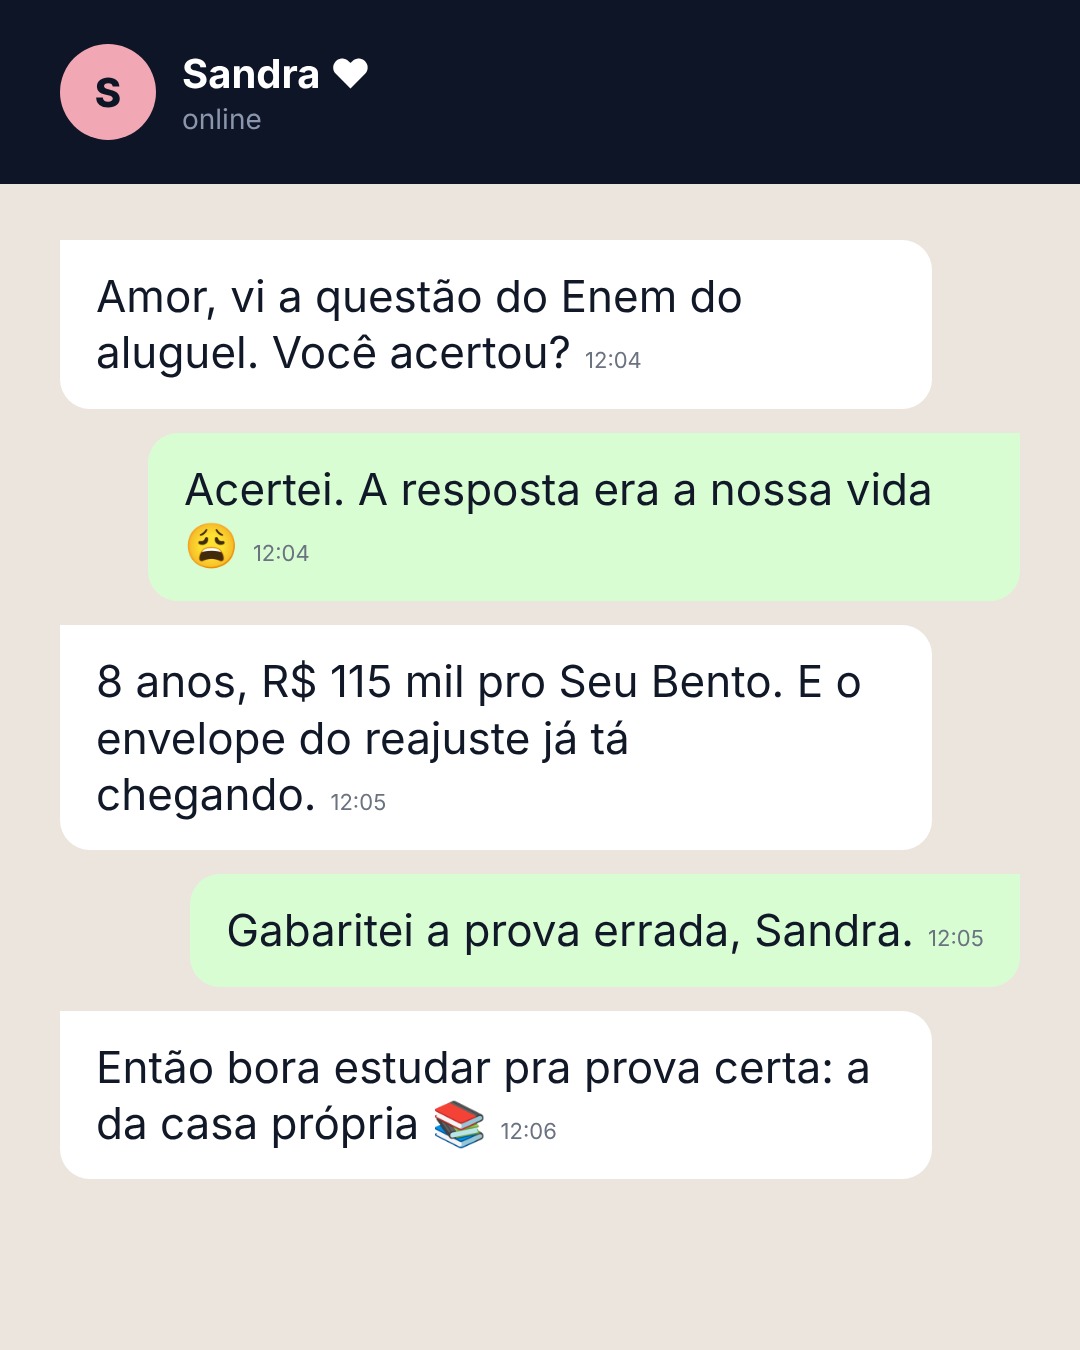 S
Sandra ♥
online
Amor, vi a questão do Enem do
aluguel. Você acertou? 12:04
Acertei. A resposta era a nossa vida
😩 12:04
8 anos, R$ 115 mil pro Seu Bento. E o
envelope do reajuste já tá
chegando. 12:05
Gabaritei a prova errada, Sandra. 12:05
Então bora estudar pra prova certa: a
da casa própria 📚 12:06